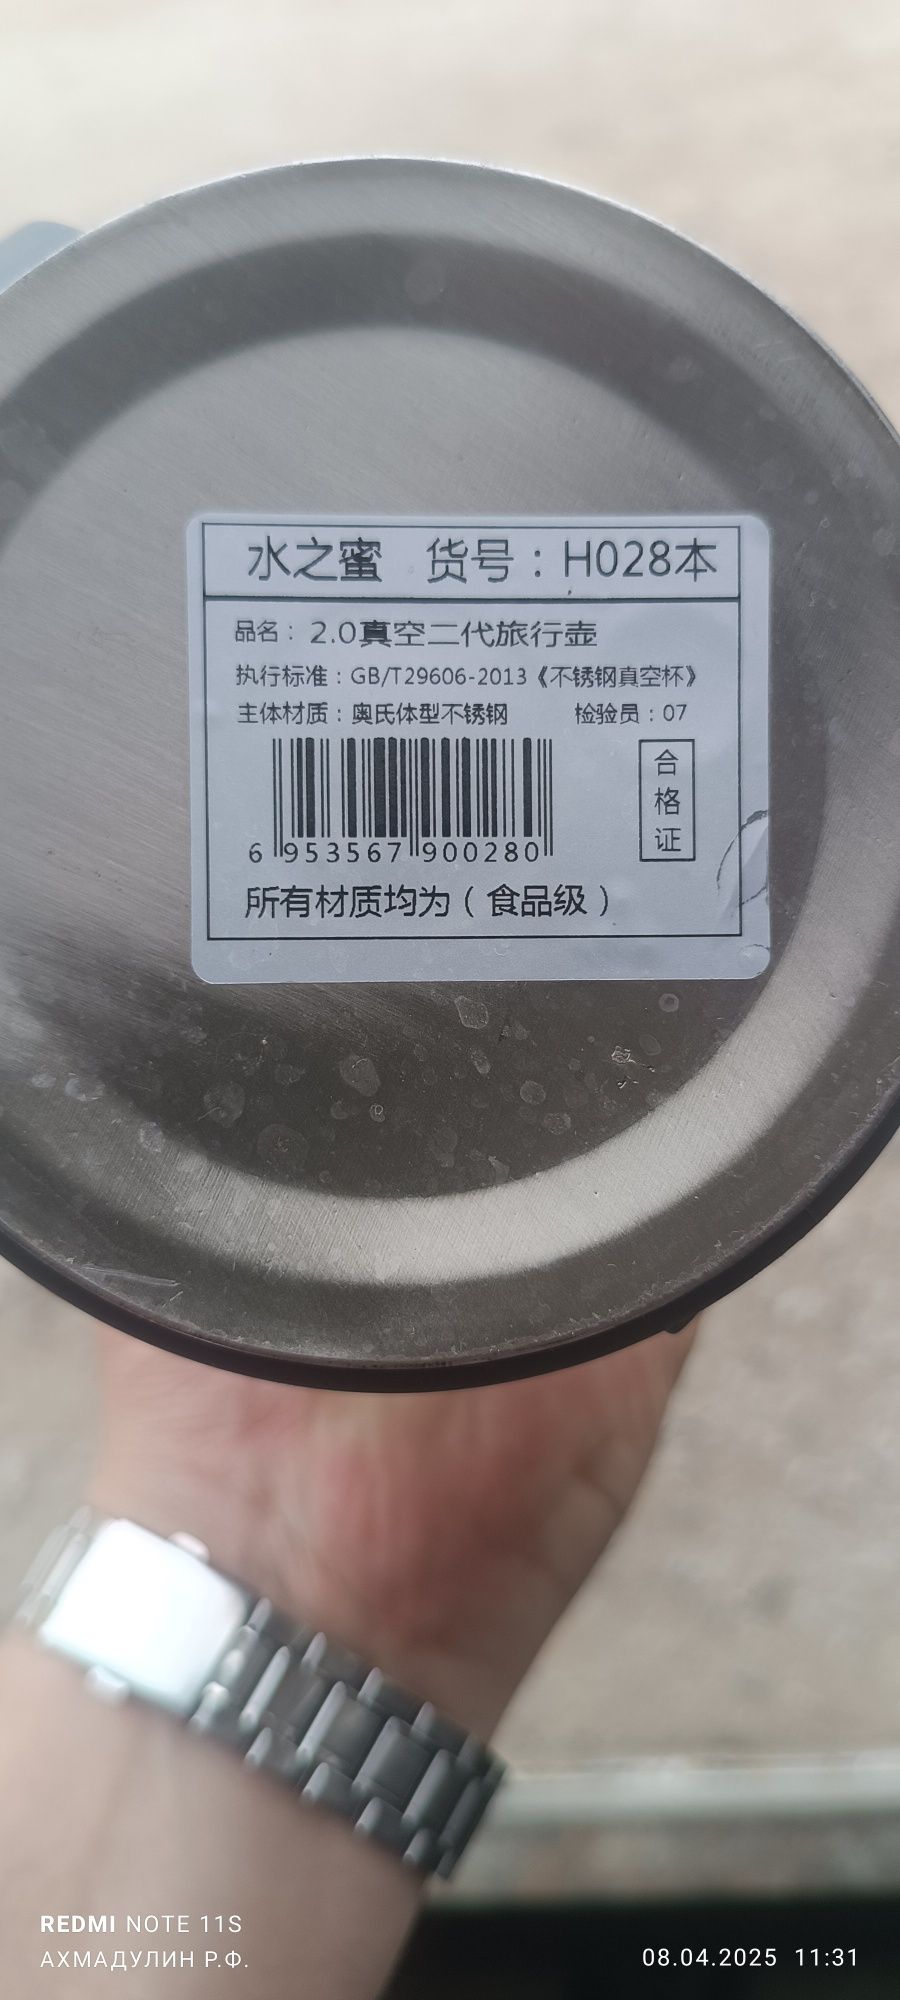 水之蜜 货号：H028本
品名：2.0真空二代旅行壶
执行标准：GB/T29606-2013《不锈钢真空杯》
主体材质：奥氏体型不锈钢 检验员：07
合格证
6 953567 900280
所有材质均为（食品级）
REDMI NOTE 11S
АХМАДУЛИН Р.Ф.
08.04.2025 11:31